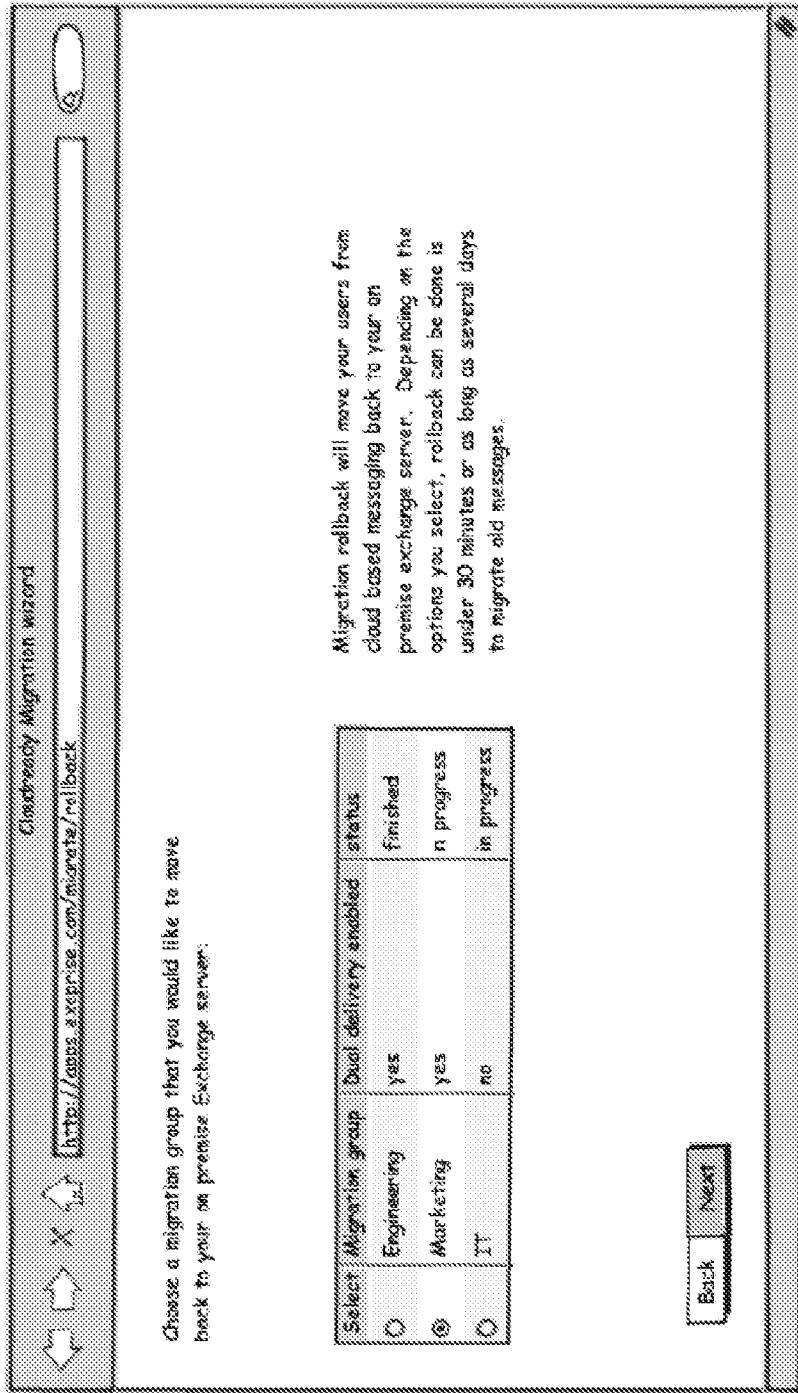 Cloudready Migration wizard
http://apps.exoprise.com/migrate/rollback
Choose a migration group that you would like to move
back to your on premise Exchange server:
Select Migration group Dual delivery enabled status
Engineering yes finished
Marketing yes n progress
IT no in progress
Migration rollback will move your users from
cloud based messaging back to your on
premise exchange server. Depending on the
options you select, rollback can be done is
under 30 minutes or as long as several days
to migrate old messages.
Back Next